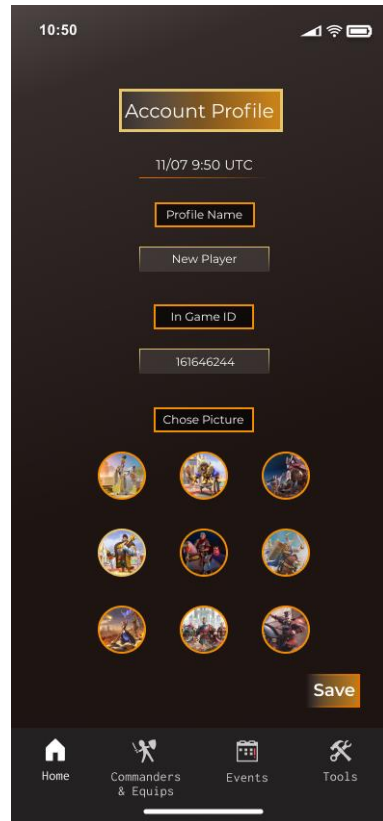 10:50
Account Profile
11/07 9:50 UTC
Profile Name
New Player
In Game ID
161646244
Chose Picture
Save
Home
Commanders
& Equips
Events
Tools